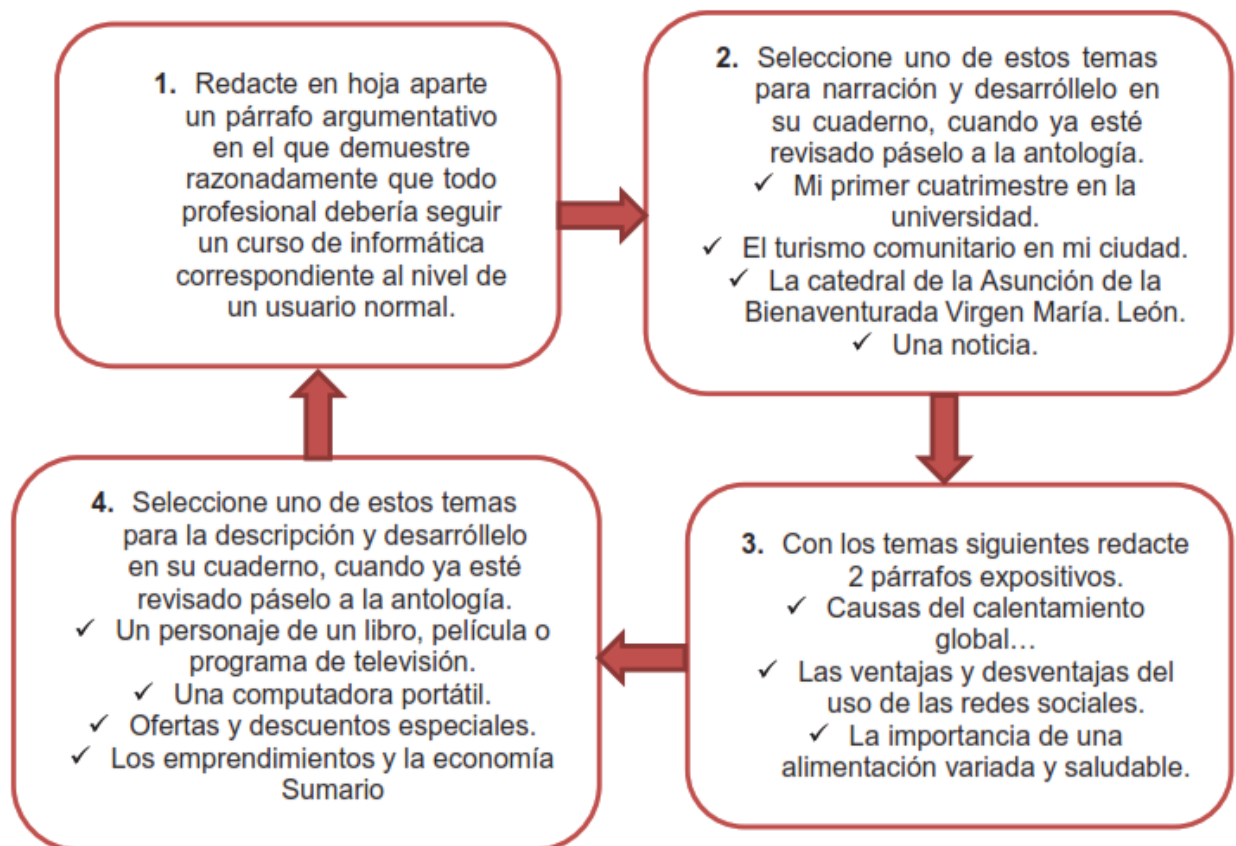 1. Redacte en hoja aparte
un párrafo argumentativo
en el que demuestre
razonadamente que todo
profesional debería seguir
un curso de informática
correspondiente al nivel de
un usuario normal.
2. Seleccione uno de estos temas
para narración y desarróllelo en
su cuaderno, cuando ya esté
revisado páselo a la antología.
✓ Mi primer cuatrimestre en la
universidad.
✓ El turismo comunitario en mi ciudad.
✓ La catedral de la Asunción de la
Bienaventurada Virgen María. León.
✓ Una noticia.
3. Con los temas siguientes redacte
2 párrafos expositivos.
✓ Causas del calentamiento
global…
✓ Las ventajas y desventajas del
uso de las redes sociales.
✓ La importancia de una
alimentación variada y saludable.
4. Seleccione uno de estos temas
para la descripción y desarróllelo
en su cuaderno, cuando ya esté
revisado páselo a la antología.
✓ Un personaje de un libro, película o
programa de televisión.
✓ Una computadora portátil.
✓ Ofertas y descuentos especiales.
✓ Los emprendimientos y la economía
Sumario